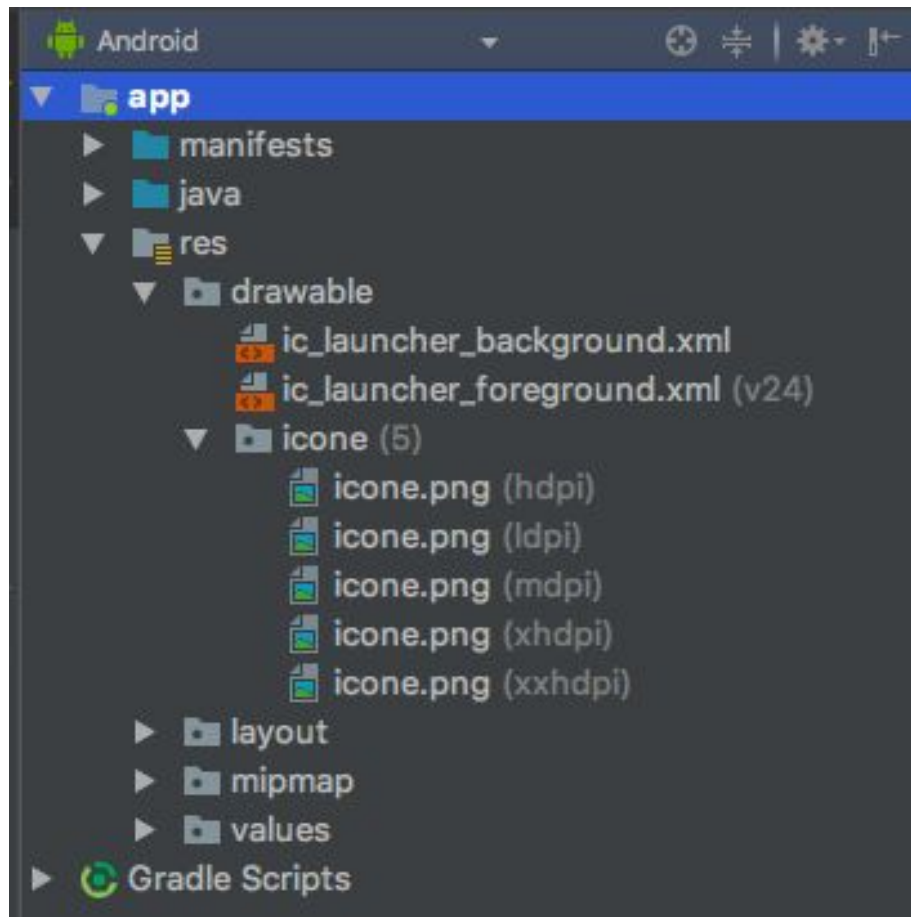 Android
app
manifests
java
res
drawable
ic_launcher_background.xml
ic_launcher_foreground.xml (v24)
icone (5)
icone.png (hdpi)
icone.png (ldpi)
icone.png (mdpi)
icone.png (xhdpi)
icone.png (xxhdpi)
layout
mipmap
values
Gradle Scripts